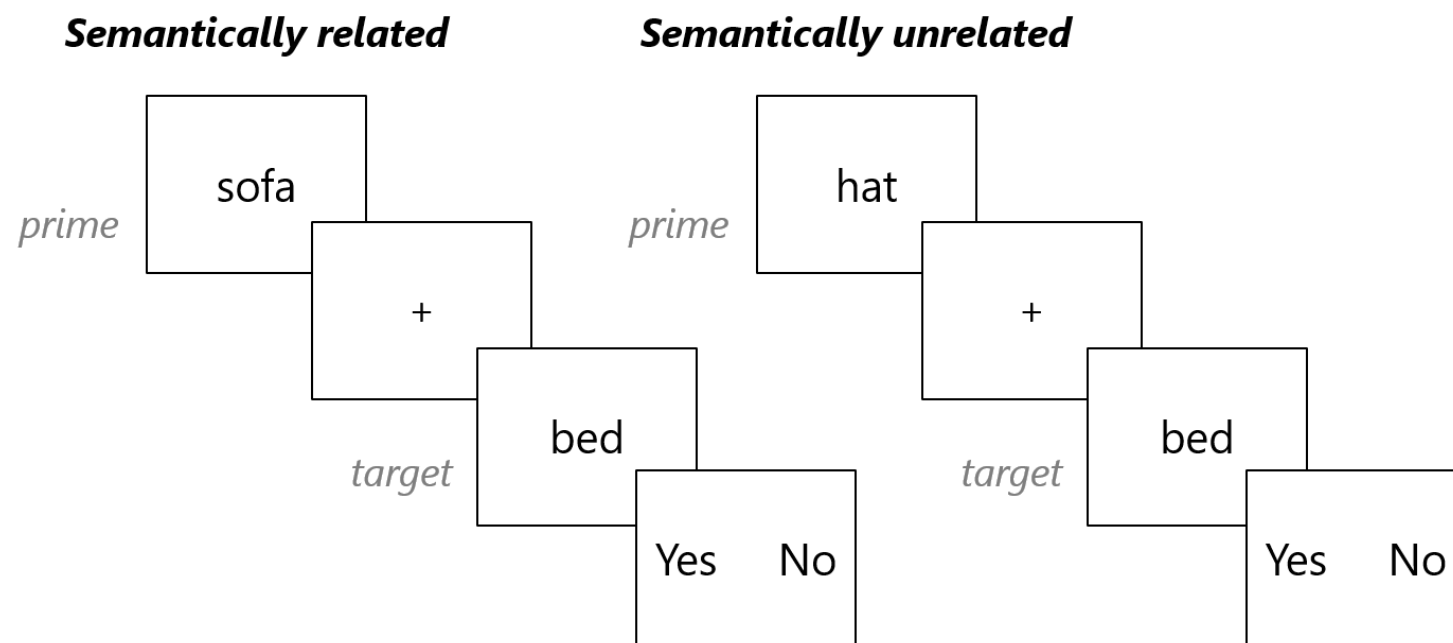 Semantically related
sofa
prime
+
bed
target
Yes No
Semantically unrelated
hat
prime
+
bed
target
Yes No